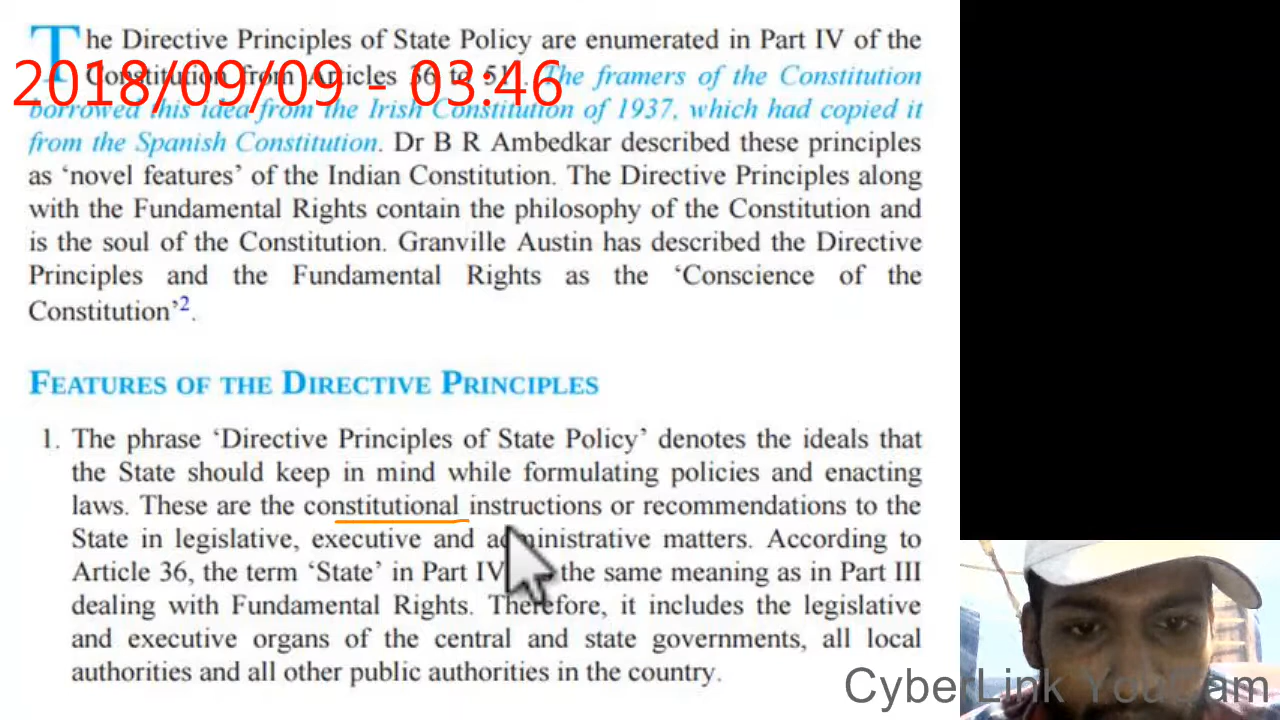 The Directive Principles of State Policy are enumerated in Part IV of the
Constitution from Articles 36 to 51 . The framers of the Constitution
2018/09/09 - 03:46
borrowed this idea from the Irish Constitution of 1937, which had copied it
from the Spanish Constitution. Dr B R Ambedkar described these principles
as ‘novel features’ of the Indian Constitution. The Directive Principles along
with the Fundamental Rights contain the philosophy of the Constitution and
is the soul of the Constitution. Granville Austin has described the Directive
Principles and the Fundamental Rights as the ‘Conscience of the
Constitution’2.
FEATURES OF THE DIRECTIVE PRINCIPLES
1. The phrase ‘Directive Principles of State Policy’ denotes the ideals that
the State should keep in mind while formulating policies and enacting
laws. These are the constitutional instructions or recommendations to the
State in legislative, executive and administrative matters. According to
Article 36, the term ‘State’ in Part IV the same meaning as in Part III
dealing with Fundamental Rights. Therefore, it includes the legislative
and executive organs of the central and state governments, all local
authorities and all other public authorities in the country.
CyberLink YouCam